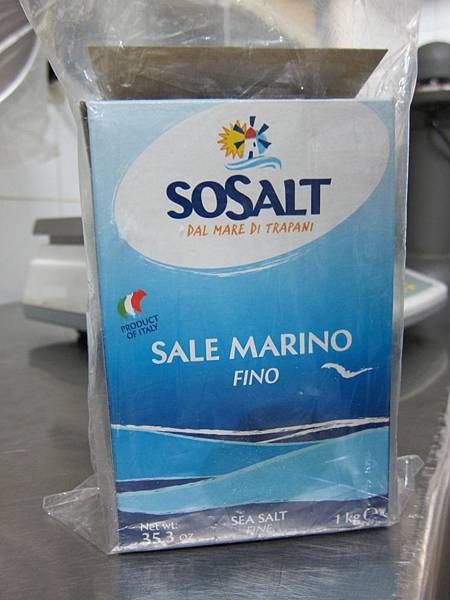 SOSALT
DAL MARE DI TRAPANI
PRODUCT
OF ITALY
SALE MARINO
FINO
Net wt.
35.3 oz
SEA SALT
FINE
1 kg e